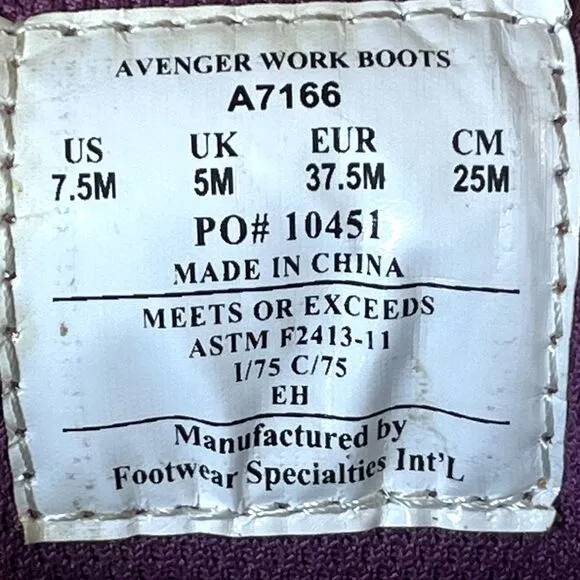 AVENGER WORK BOOTS
A7166
US UK EUR CM
7.5M 5M 37.5M 25M
PO# 10451
MADE IN CHINA
MEETS OR EXCEEDS
ASTM F2413-11
I/75 C/75
EH
Manufactured by
Footwear Specialties Int'L